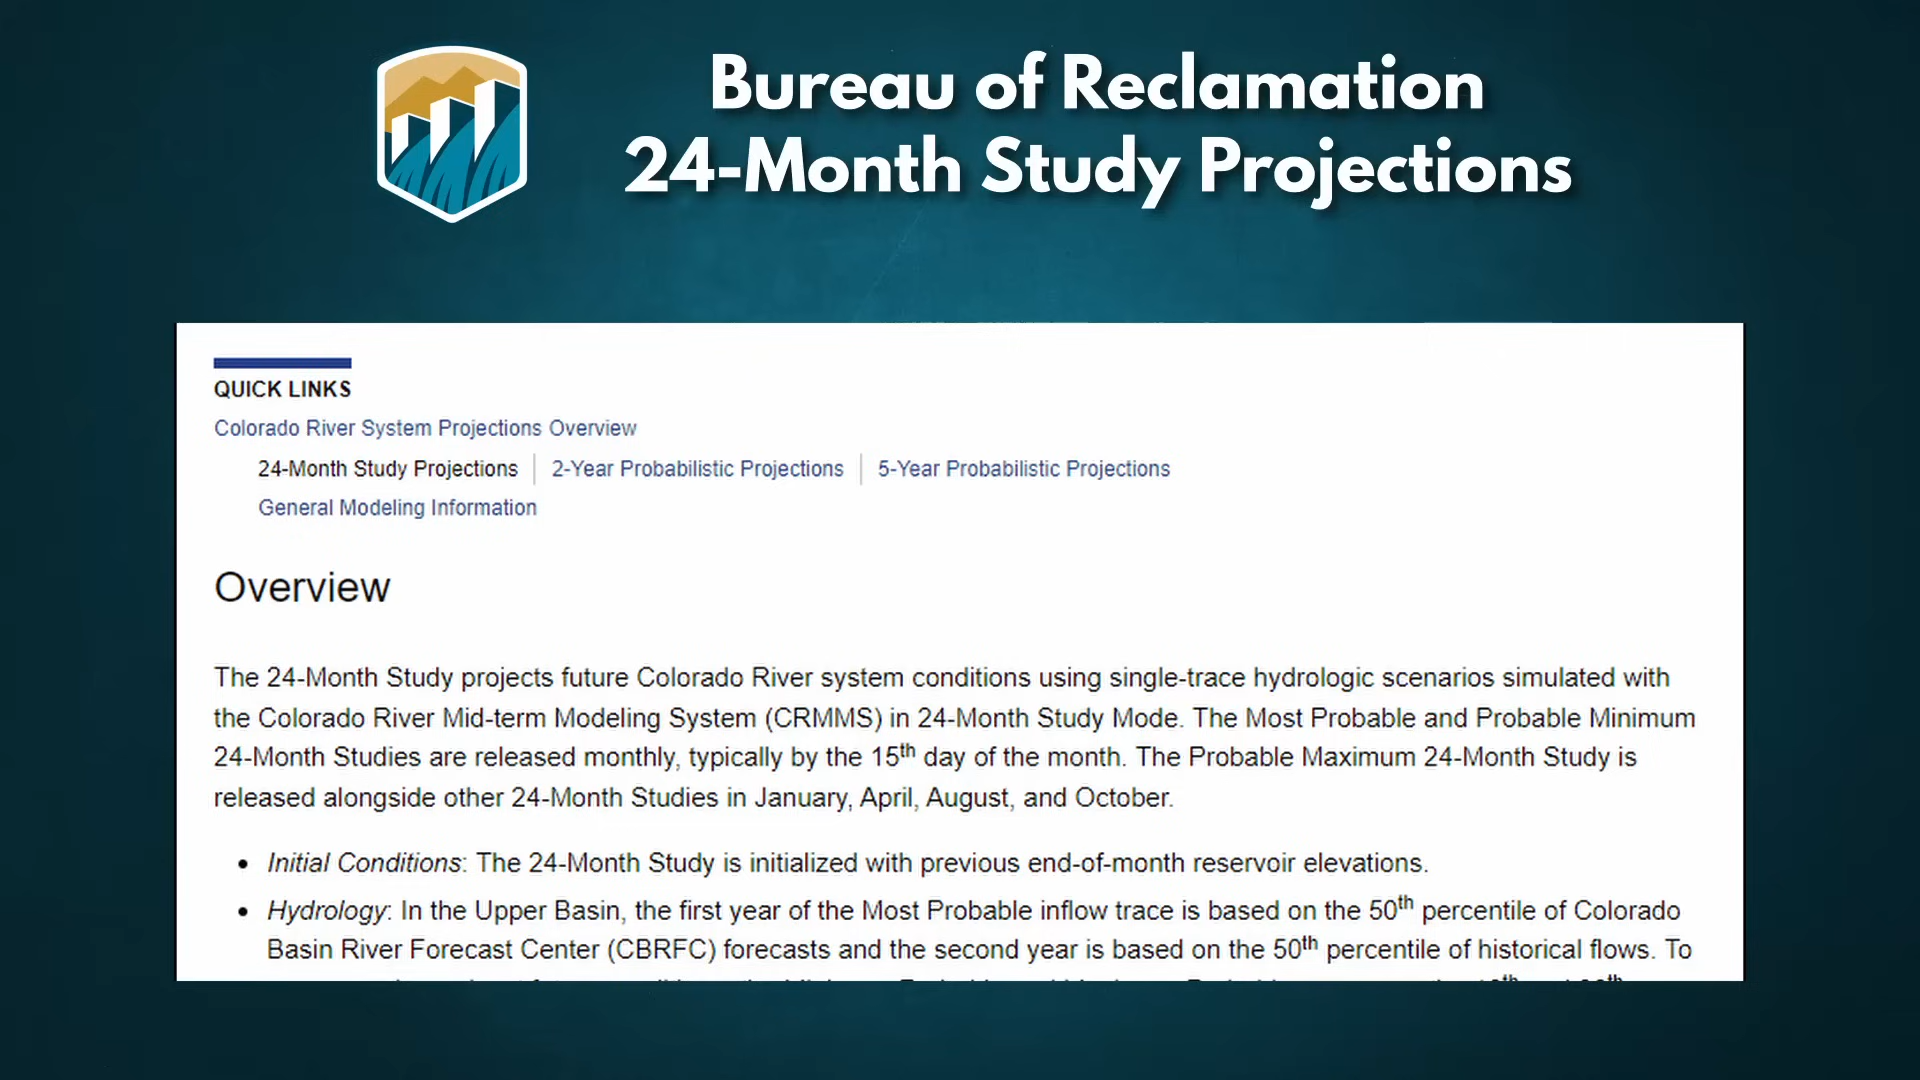 Bureau of Reclamation
24-Month Study Projections
QUICK LINKS
Colorado River System Projections Overview
24-Month Study Projections | 2-Year Probabilistic Projections | 5-Year Probabilistic Projections
General Modeling Information
Overview
The 24-Month Study projects future Colorado River system conditions using single-trace hydrologic scenarios simulated with
the Colorado River Mid-term Modeling System (CRMMS) in 24-Month Study Mode. The Most Probable and Probable Minimum
24-Month Studies are released monthly, typically by the 15th day of the month. The Probable Maximum 24-Month Study is
released alongside other 24-Month Studies in January, April, August, and October.
• Initial Conditions: The 24-Month Study is initialized with previous end-of-month reservoir elevations.
• Hydrology: In the Upper Basin, the first year of the Most Probable inflow trace is based on the 50th percentile of Colorado
Basin River Forecast Center (CBRFC) forecasts and the second year is based on the 50th percentile of historical flows. To